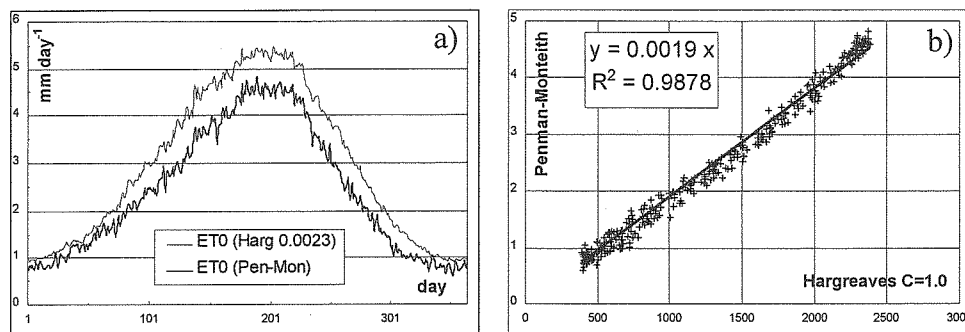 a)
mm day-1
6
5
4
3
2
1
0
ET0 (Harg 0.0023)
ET0 (Pen-Mon)
day
1 101 201 301
b)
Penman-Monteith
5
4
3
2
1
0
y = 0.0019 x
R2 = 0.9878
Hargreaves C=1.0
0 500 1000 1500 2000 2500 300